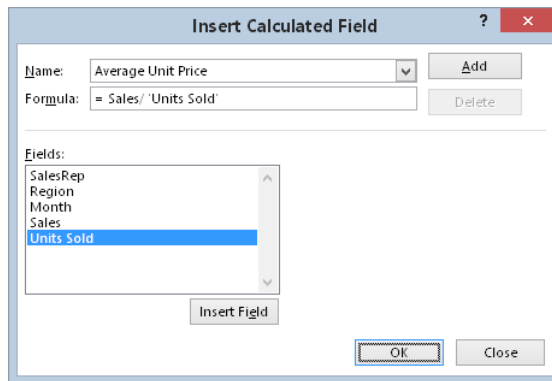 Insert Calculated Field
?
Name: Average Unit Price Add
Formula: = Sales/ 'Units Sold' Delete
Fields:
SalesRep
Region
Month
Sales
Units Sold
Insert Field
OK Close